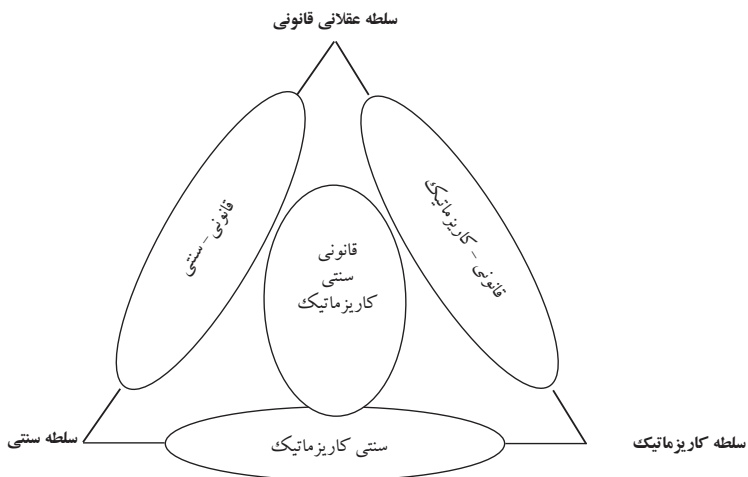 سلطه عقلانی قانونی
قانونی - کاریزماتیک
قانونی - سنتی
قانونی
سنتی
کاریزماتیک
سلطه کاریزماتیک
سنتی کاریزماتیک
سلطه سنتی